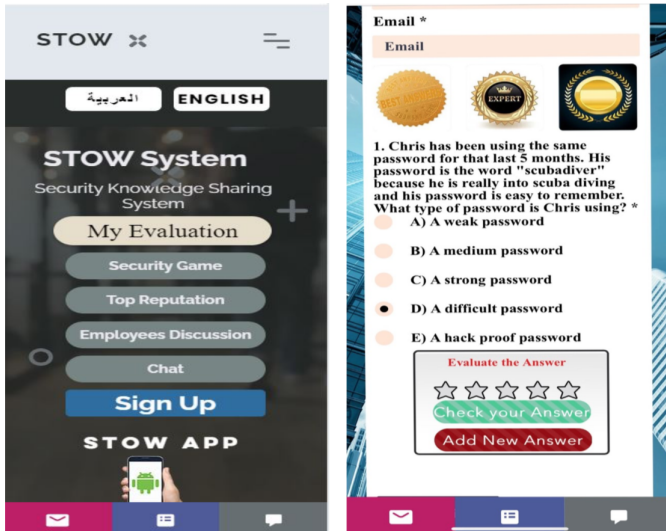 STOW
العربية
ENGLISH
STOW System
Security Knowledge Sharing
System
My Evaluation
Security Game
Top Reputation
Employees Discussion
Chat
Sign Up
STOW APP
Email *
Email
BEST ANSWER
EXPERT
1. Chris has been using the same
password for that last 5 months. His
password is the word "scubadiver"
because he is really into scuba diving
and his password is easy to remember.
What type of password is Chris using? *
A) A weak password
B) A medium password
C) A strong password
D) A difficult password
E) A hack proof password
Evaluate the Answer
Check your Answer
Add New Answer